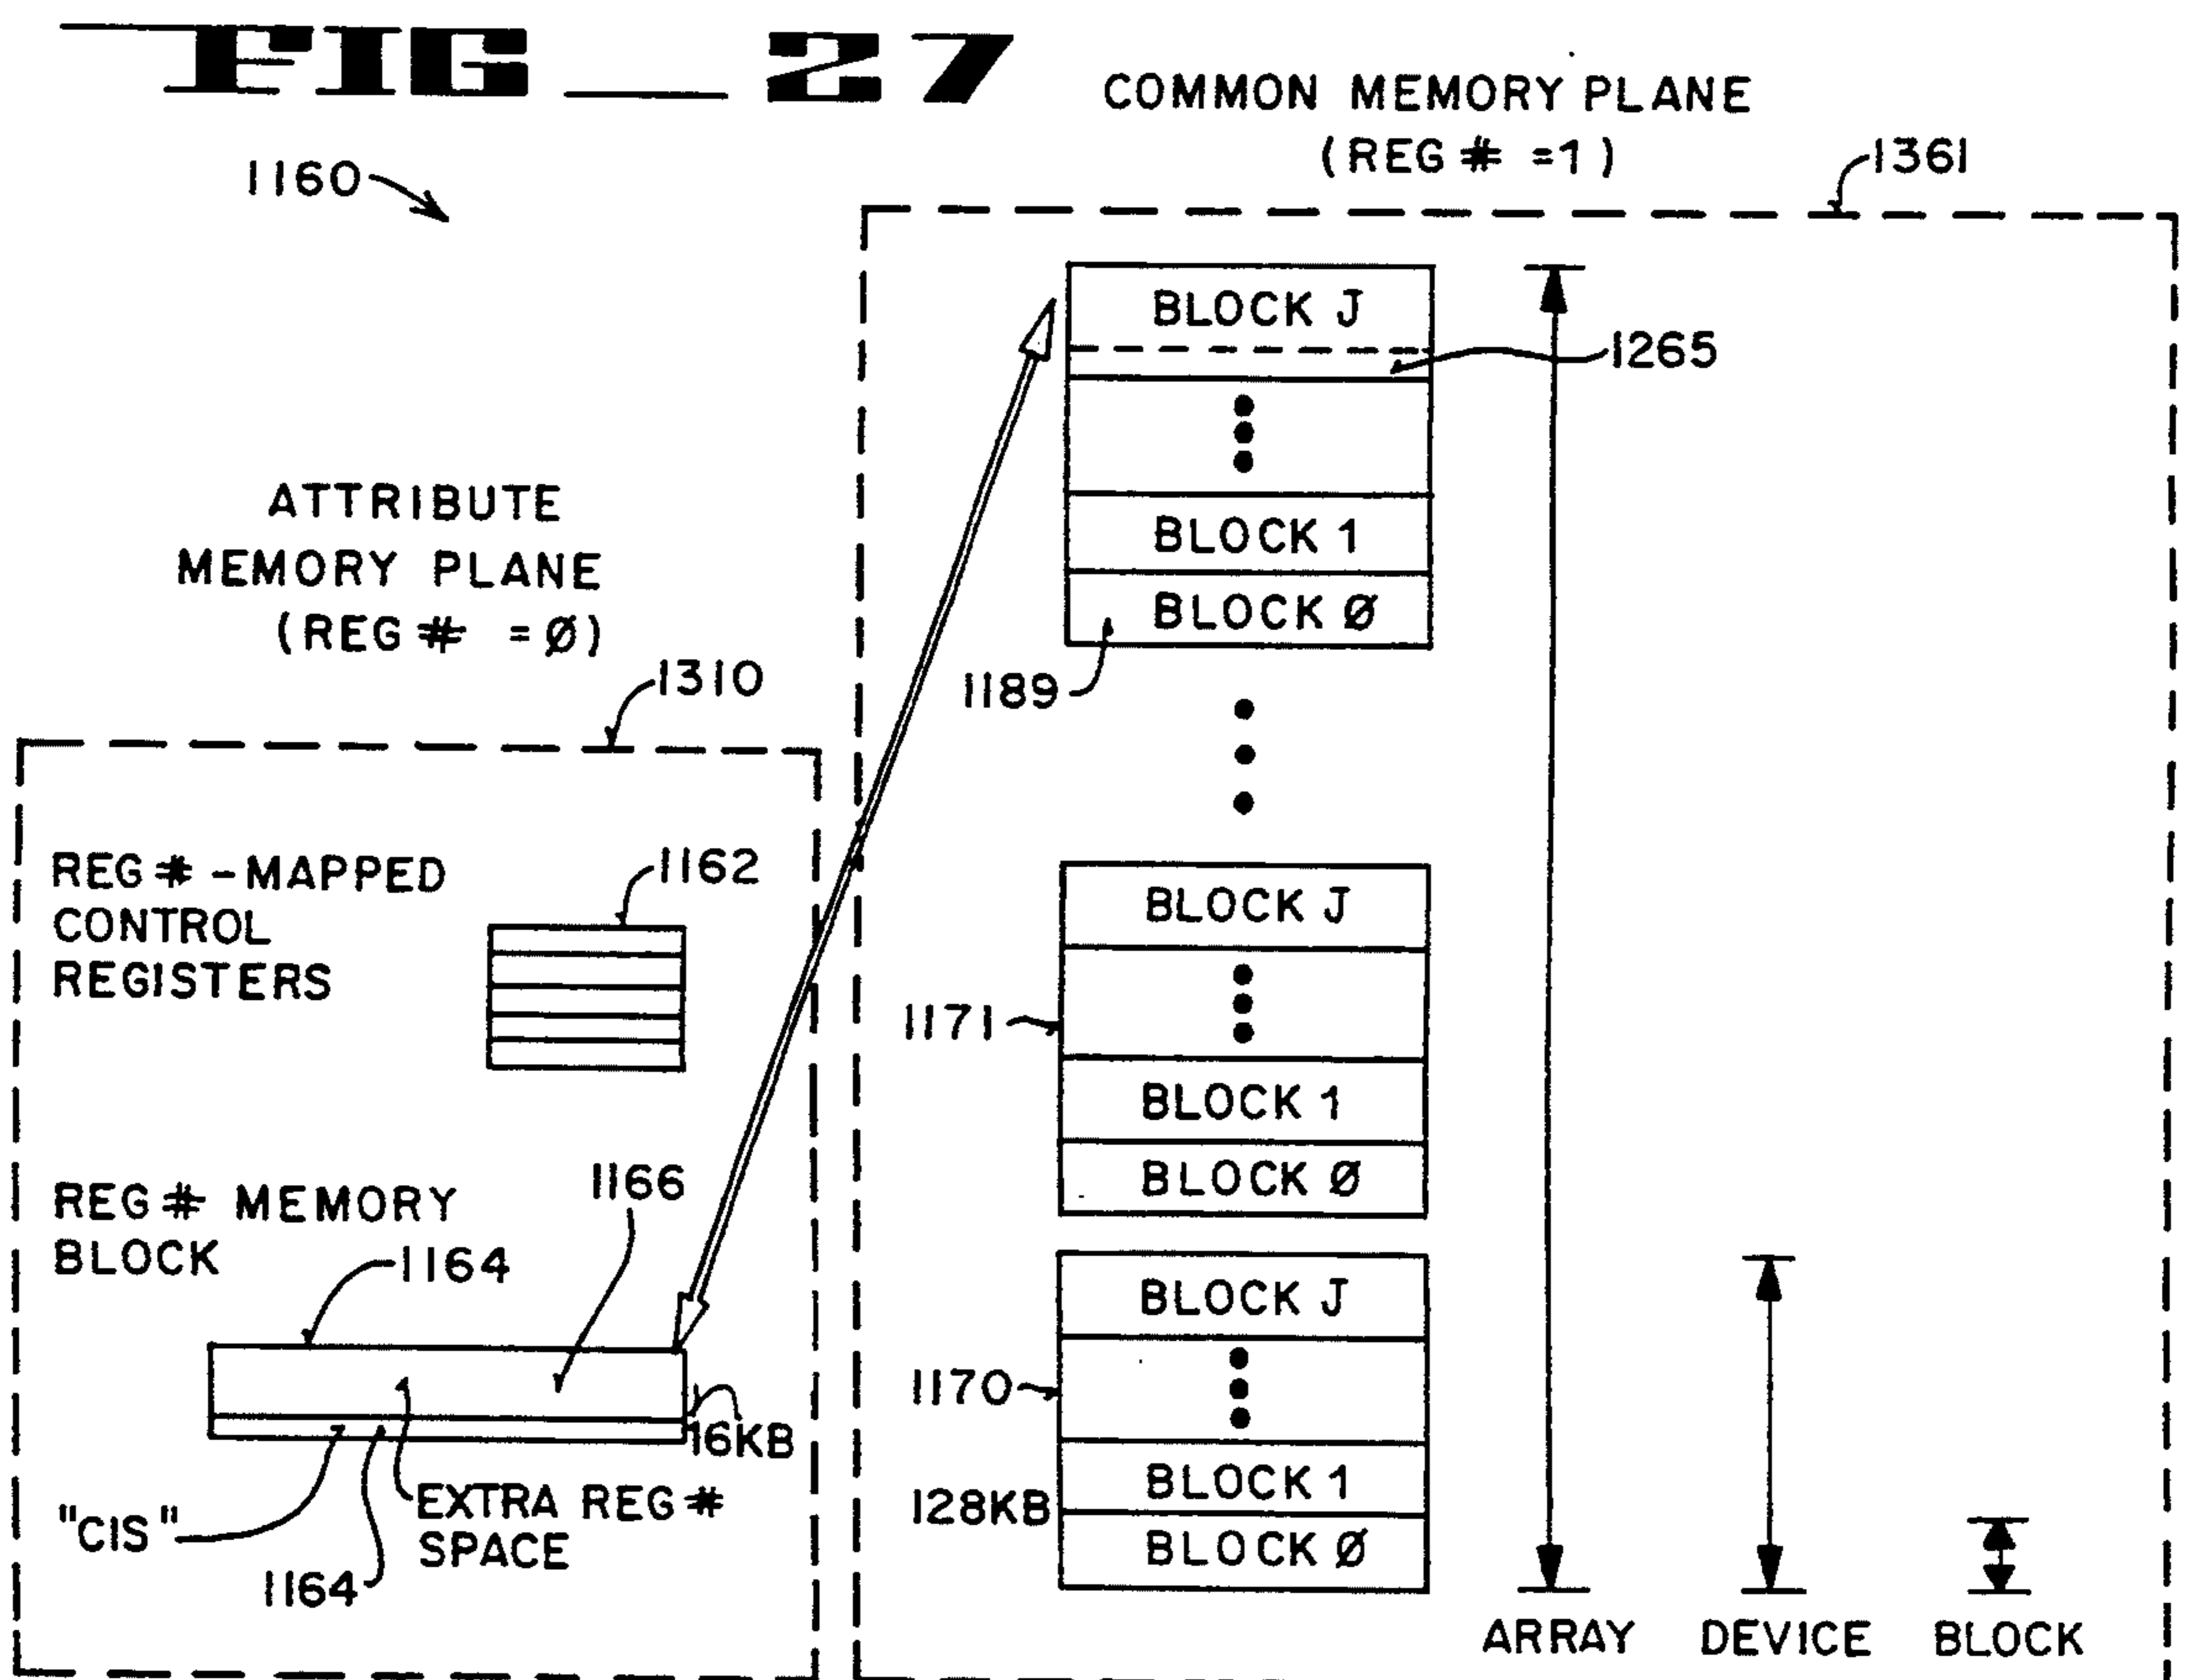 FIG__27
COMMON MEMORY PLANE
(REG # =1)
1160
1361
BLOCK J
1265
BLOCK 1
BLOCK Ø
1189
ATTRIBUTE
MEMORY PLANE
(REG # =Ø)
1310
REG # -MAPPED
CONTROL
REGISTERS
1162
BLOCK J
1171
BLOCK 1
BLOCK Ø
REG # MEMORY
BLOCK
1166
1164
16KB
"CIS"
EXTRA REG #
SPACE
1164
BLOCK J
1170
BLOCK 1
128KB
BLOCK Ø
ARRAY
DEVICE
BLOCK